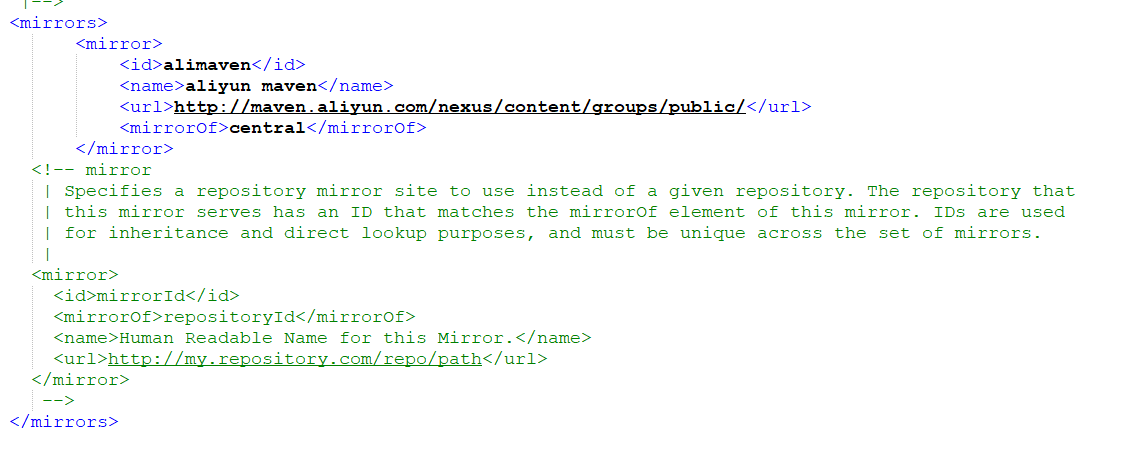 |-->
<mirrors>
<mirror>
<id>alimaven</id>
<name>aliyun maven</name>
<url>http://maven.aliyun.com/nexus/content/groups/public/</url>
<mirrorOf>central</mirrorOf>
</mirror>
<!-- mirror
| Specifies a repository mirror site to use instead of a given repository. The repository that
| this mirror serves has an ID that matches the mirrorOf element of this mirror. IDs are used
| for inheritance and direct lookup purposes, and must be unique across the set of mirrors.
|
<mirror>
<id>mirrorId</id>
<mirrorOf>repositoryId</mirrorOf>
<name>Human Readable Name for this Mirror.</name>
<url>http://my.repository.com/repo/path</url>
</mirror>
-->
</mirrors>